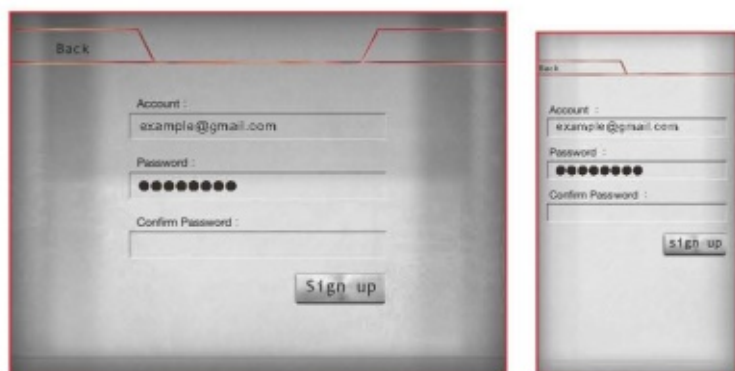 Back
Account :
example@gmail.com
Password :
●●●●●●●●
Confirm Password :
Sign up
Back
Account :
example@gmail.com
Password :
●●●●●●●●
Confirm Password :
sign up